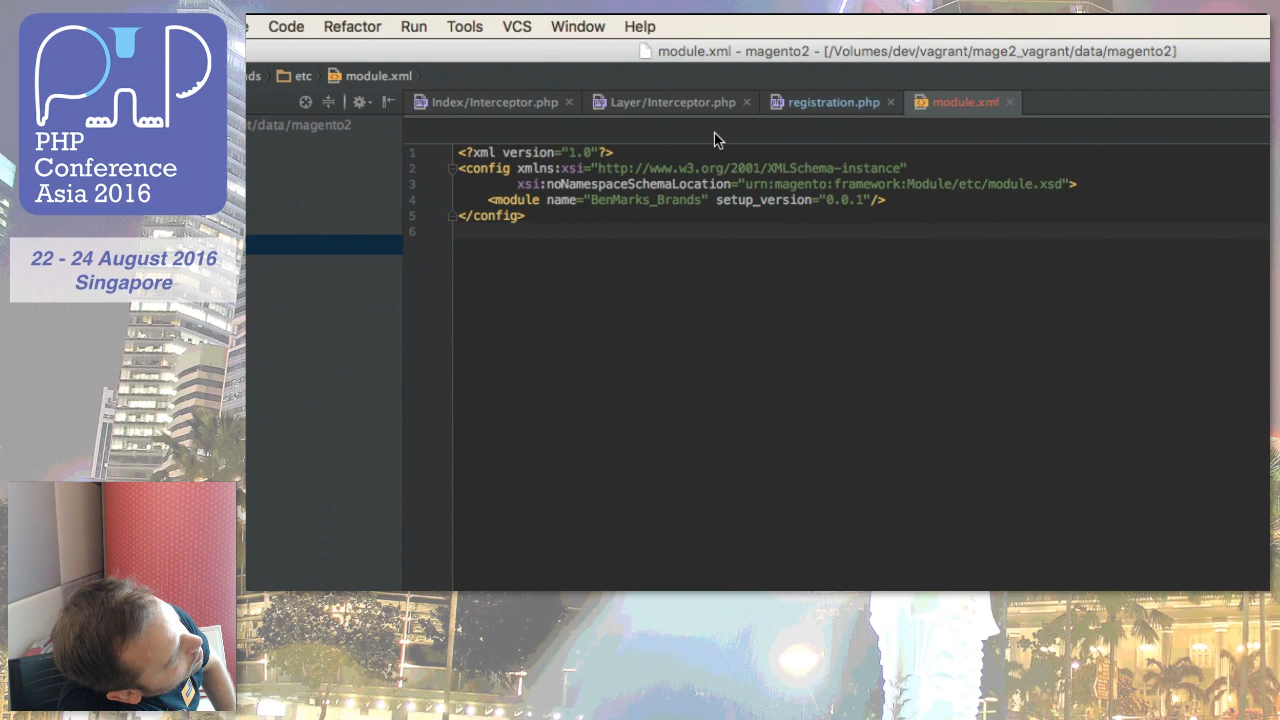 PHP
Conference
Asia 2016
22 - 24 August 2016
Singapore
Code Refactor Run Tools VCS Window Help
module.xml - magento2 - [/Volumes/dev/vagrant/mage2_vagrant/data/magento2]
ds etc module.xml
Index/Interceptor.php Layer/Interceptor.php registration.php module.xml
t/data/magento2
1 <?xml version="1.0"?>
2 <config xmlns:xsi="http://www.w3.org/2001/XMLSchema-instance"
3 xsi:noNamespaceSchemaLocation="urn:magento:framework:Module/etc/module.xsd">
4 <module name="BenMarks_Brands" setup_version="0.0.1"/>
5 </config>
6